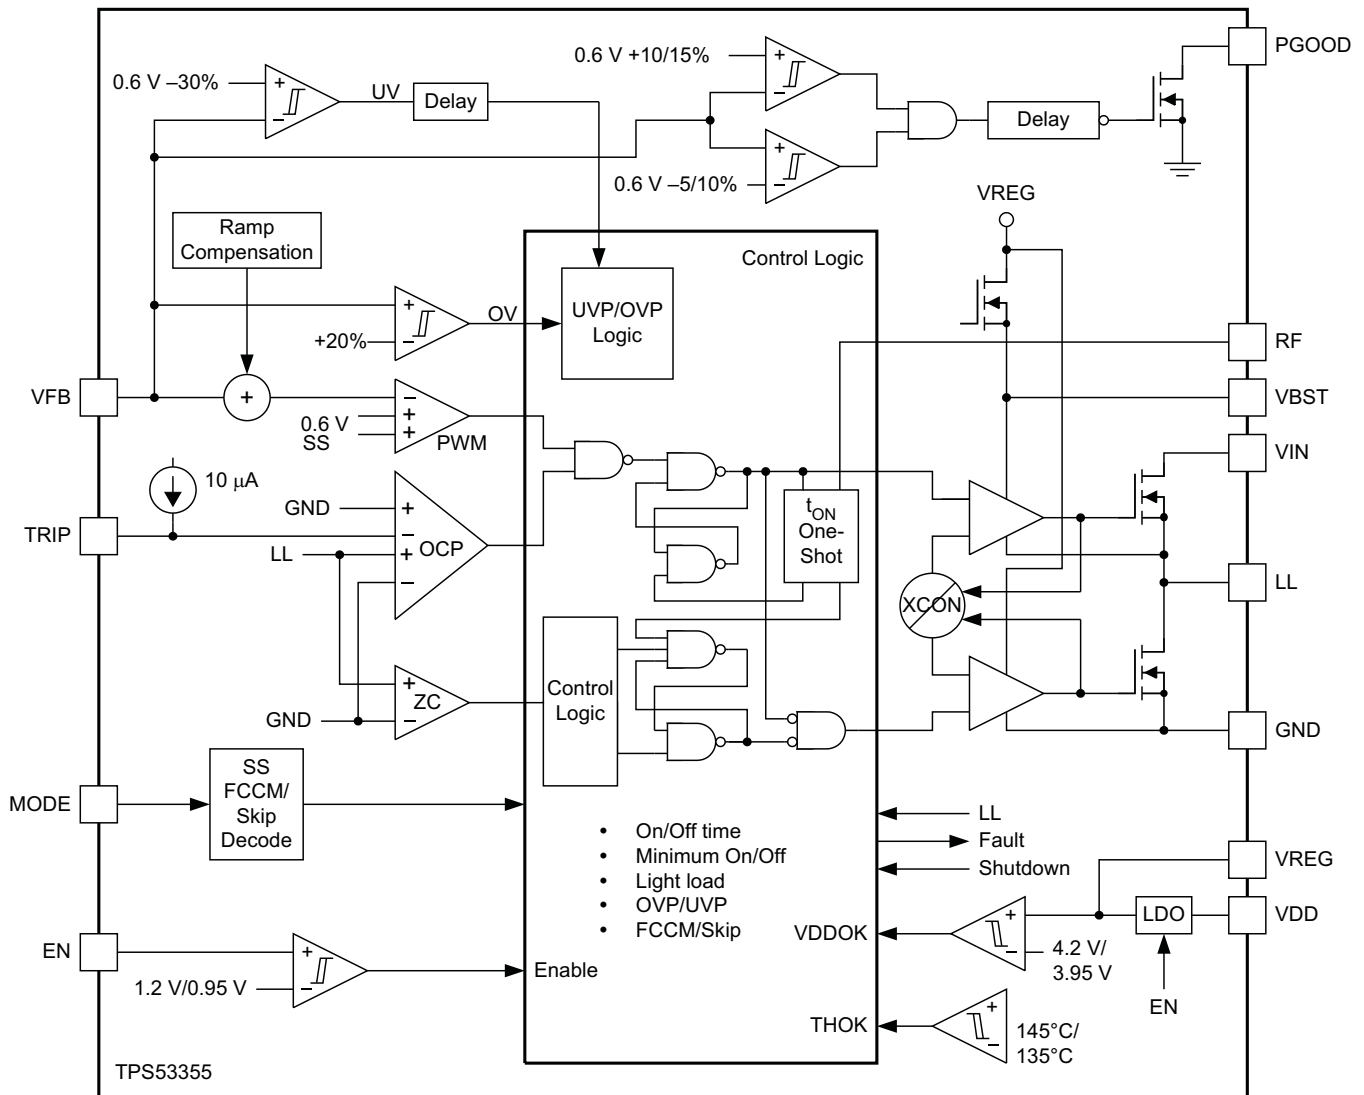 PGOOD
0.6 V +10/15%
0.6 V –30%
+
–
UV
Delay
+
–
+
–
Delay
0.6 V –5/10%
VREG
Ramp
Compensation
Control Logic
UVP/OVP
Logic
+
–
OV
+20%
RF
VFB
+
–
+
+
0.6 V
SS
PWM
VBST
VIN
10 μA
GND
+
TRIP
–
LL
+
OCP
–
tON
One-
Shot
LL
XCON
Control
Logic
+
ZC
GND
–
GND
MODE
SS
FCCM/
Skip
Decode
• On/Off time
• Minimum On/Off
• Light load
• OVP/UVP
• FCCM/Skip
LL
Fault
Shutdown
VREG
LDO
VDD
VDDOK
+
–
4.2 V/
3.95 V
EN
EN
+
–
1.2 V/0.95 V
Enable
THOK
+
–
145°C/
135°C
TPS53355